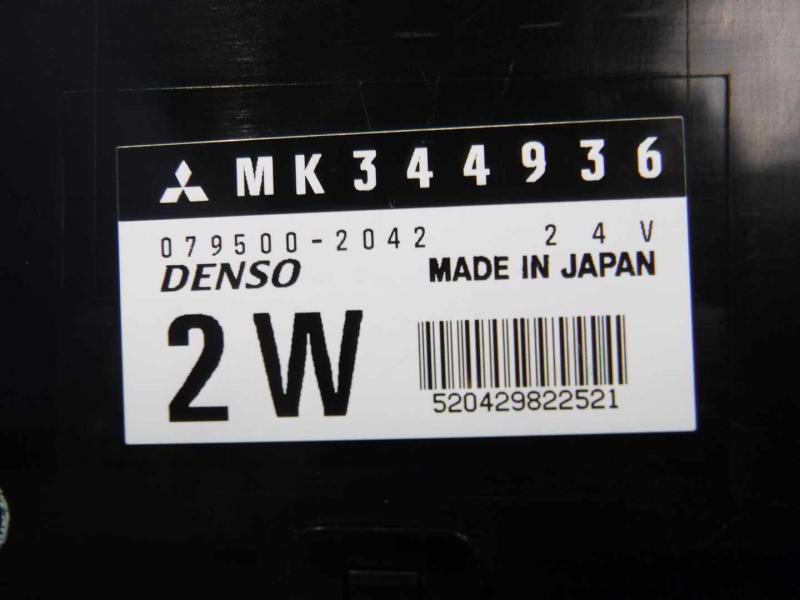 MK344936
079500-2042 24V
DENSO MADE IN JAPAN
2W
520429822521